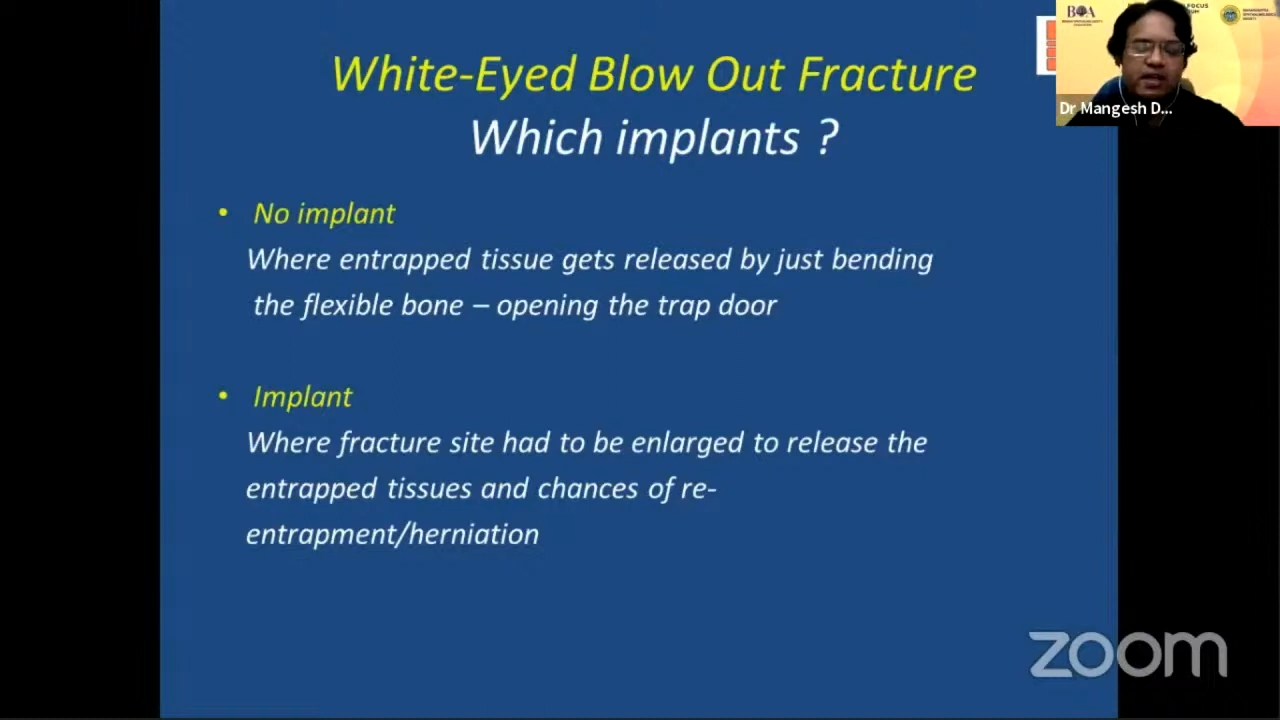 White-Eyed Blow Out Fracture
Which implants ?
• No implant
Where entrapped tissue gets released by just bending
the flexible bone – opening the trap door
• Implant
Where fracture site had to be enlarged to release the
entrapped tissues and chances of re-
entrapment/herniation
BOA
FOCUS
Dr Mangesh D...
zoom